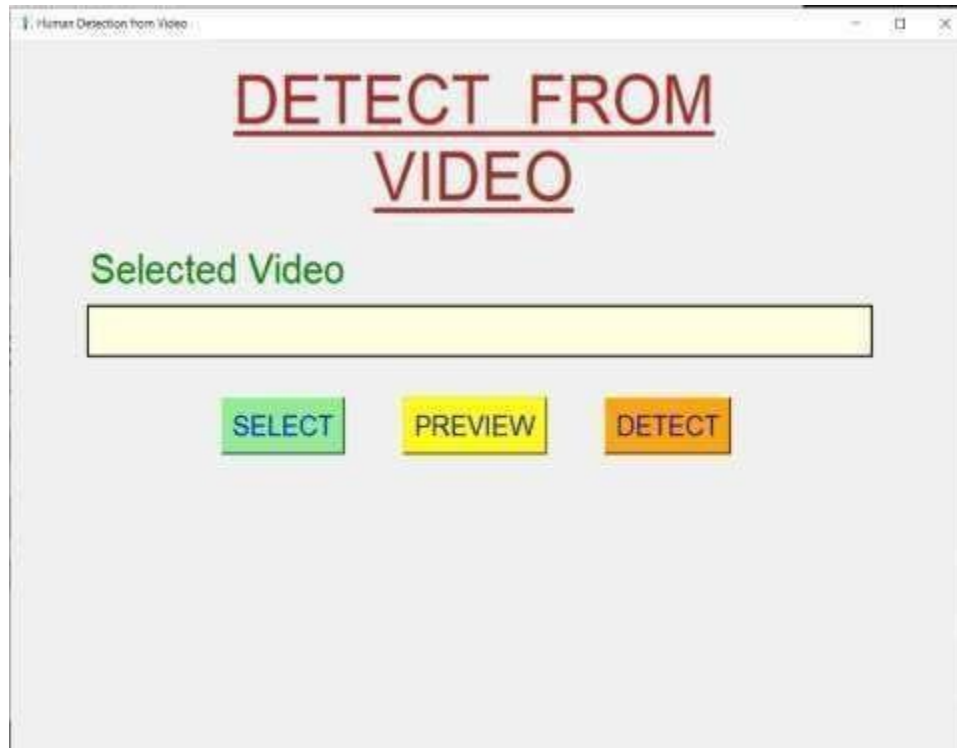 Human Detection from Video
DETECT FROM
VIDEO
Selected Video
SELECT PREVIEW DETECT